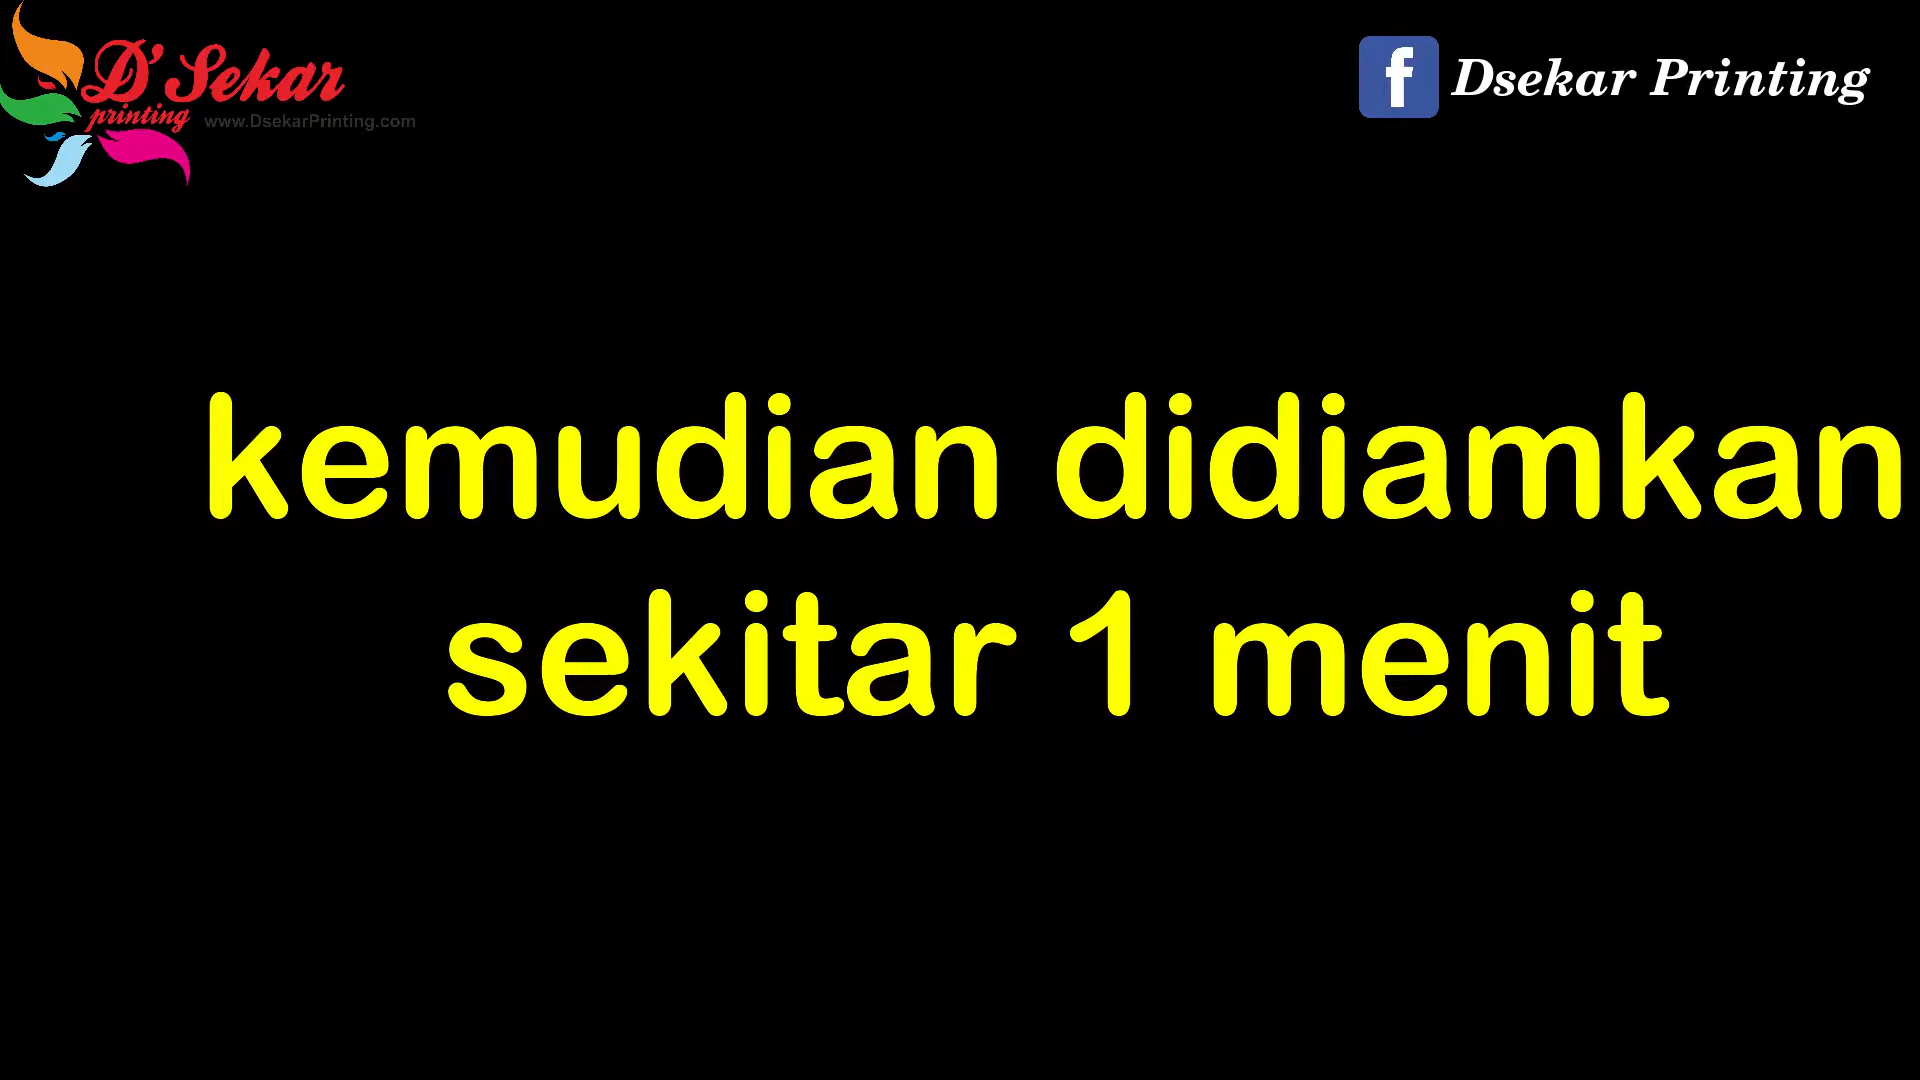 D'Sekar
printing www.DsekarPrinting.com
Dsekar Printing
kemudian didiamkan
sekitar 1 menit